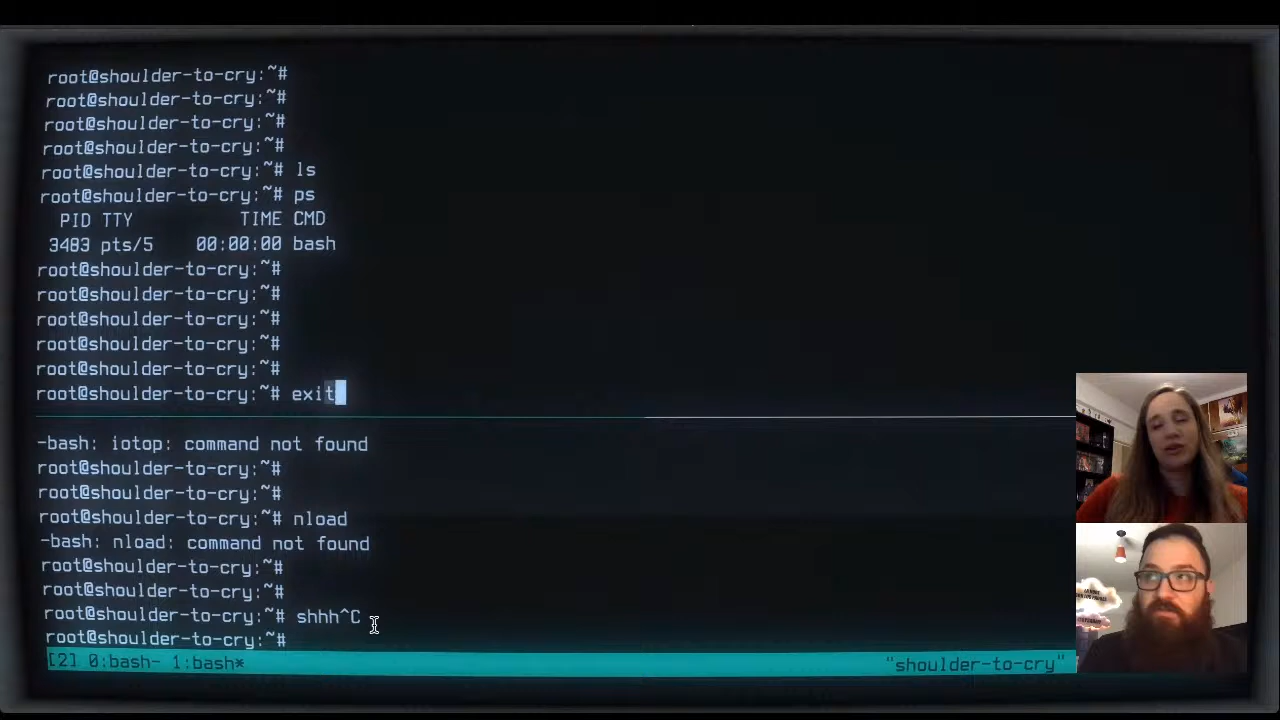 root@shoulder-to-cry:~#
root@shoulder-to-cry:~#
root@shoulder-to-cry:~#
root@shoulder-to-cry:~#
root@shoulder-to-cry:~# ls
root@shoulder-to-cry:~# ps
PID TTY TIME CMD
3483 pts/5 00:00:00 bash
root@shoulder-to-cry:~#
root@shoulder-to-cry:~#
root@shoulder-to-cry:~#
root@shoulder-to-cry:~#
root@shoulder-to-cry:~#
root@shoulder-to-cry:~# exit
-bash: iotop: command not found
root@shoulder-to-cry:~#
root@shoulder-to-cry:~#
root@shoulder-to-cry:~# nload
-bash: nload: command not found
root@shoulder-to-cry:~#
root@shoulder-to-cry:~#
root@shoulder-to-cry:~# shhh^C
root@shoulder-to-cry:~#
[2] 0:bash- 1:bash* "shoulder-to-cry"